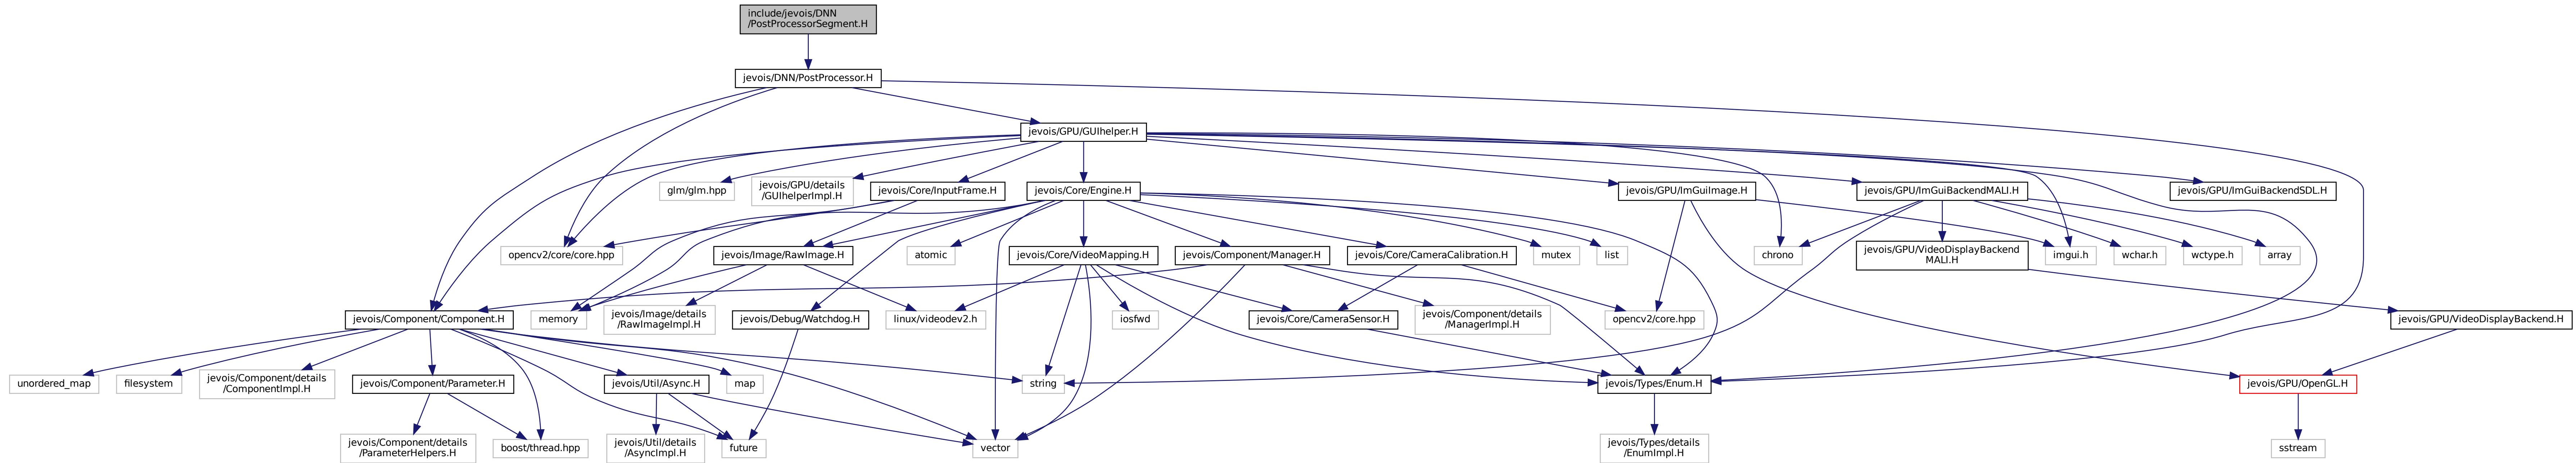 include/jevois/DNN
/PostProcessorSegment.H
jevois/DNN/PostProcessor.H
jevois/GPU/GUIhelper.H
glm/glm.hpp
jevois/GPU/details
/GUIhelperImpl.H
jevois/Core/InputFrame.H
jevois/Core/Engine.H
jevois/GPU/ImGuiImage.H
jevois/GPU/ImGuiBackendMALI.H
jevois/GPU/ImGuiBackendSDL.H
opencv2/core/core.hpp
jevois/Image/RawImage.H
atomic
jevois/Core/VideoMapping.H
jevois/Component/Manager.H
jevois/Core/CameraCalibration.H
mutex
list
chrono
jevois/GPU/VideoDisplayBackend
MALI.H
imgui.h
wchar.h
wctype.h
array
jevois/Component/Component.H
memory
jevois/Image/details
/RawImageImpl.H
jevois/Debug/Watchdog.H
linux/videodev2.h
iosfwd
jevois/Core/CameraSensor.H
jevois/Component/details
/ManagerImpl.H
opencv2/core.hpp
jevois/GPU/VideoDisplayBackend.H
unordered_map
filesystem
jevois/Component/details
/ComponentImpl.H
jevois/Component/Parameter.H
jevois/Util/Async.H
map
string
jevois/Types/Enum.H
jevois/GPU/OpenGL.H
jevois/Component/details
/ParameterHelpers.H
boost/thread.hpp
jevois/Util/details
/AsyncImpl.H
future
vector
jevois/Types/details
/EnumImpl.H
sstream